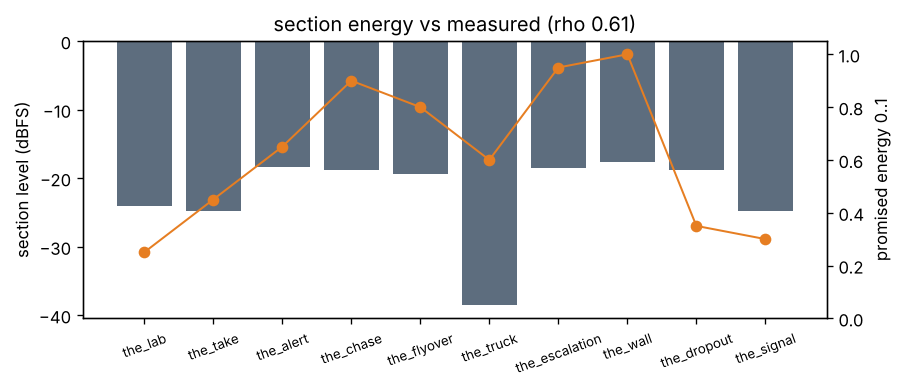 section energy vs measured (rho 0.61)
section level (dBFS)
0
−10
−20
−30
−40
1.0
0.8
0.6
0.4
0.2
0.0
promised energy 0..1
the_lab
the_take
the_alert
the_chase
the_flyover
the_truck
the_escalation
the_wall
the_dropout
the_signal